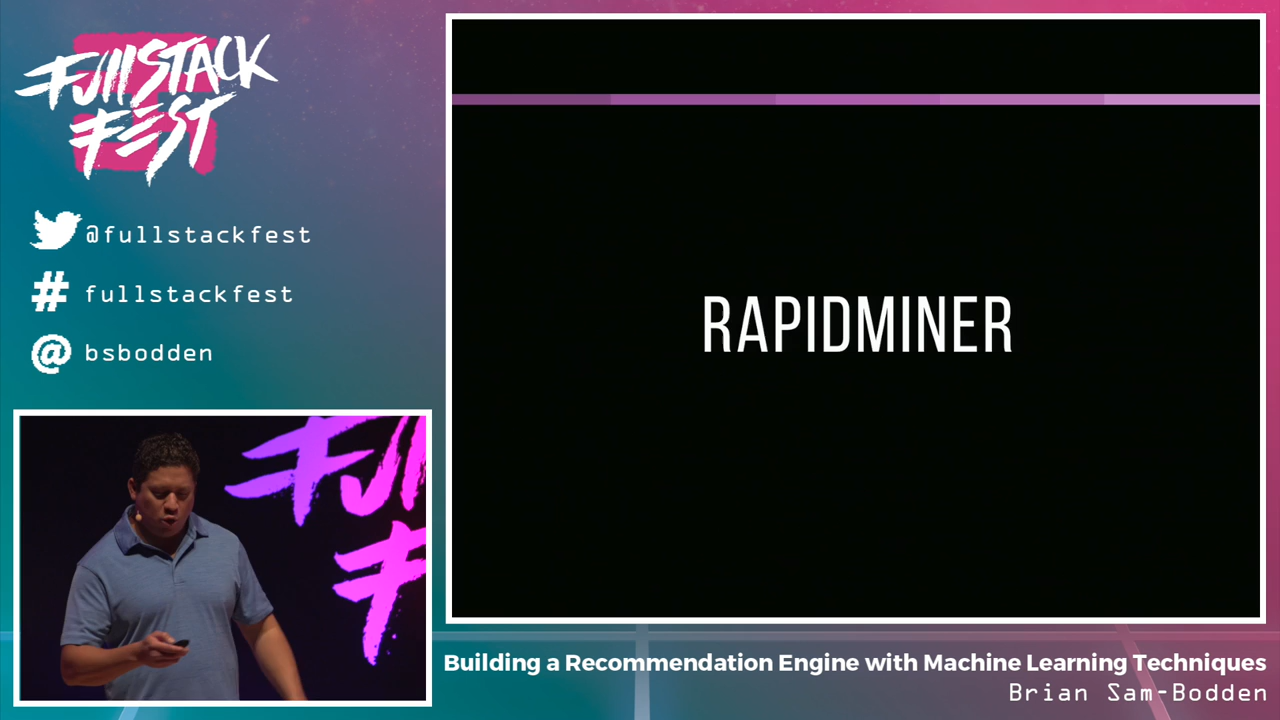 FullSTACK
FEST
@fullstackfest
# fullstackfest
@ bsbodden
RAPIDMINER
Building a Recommendation Engine with Machine Learning Techniques
Brian Sam-Bodden